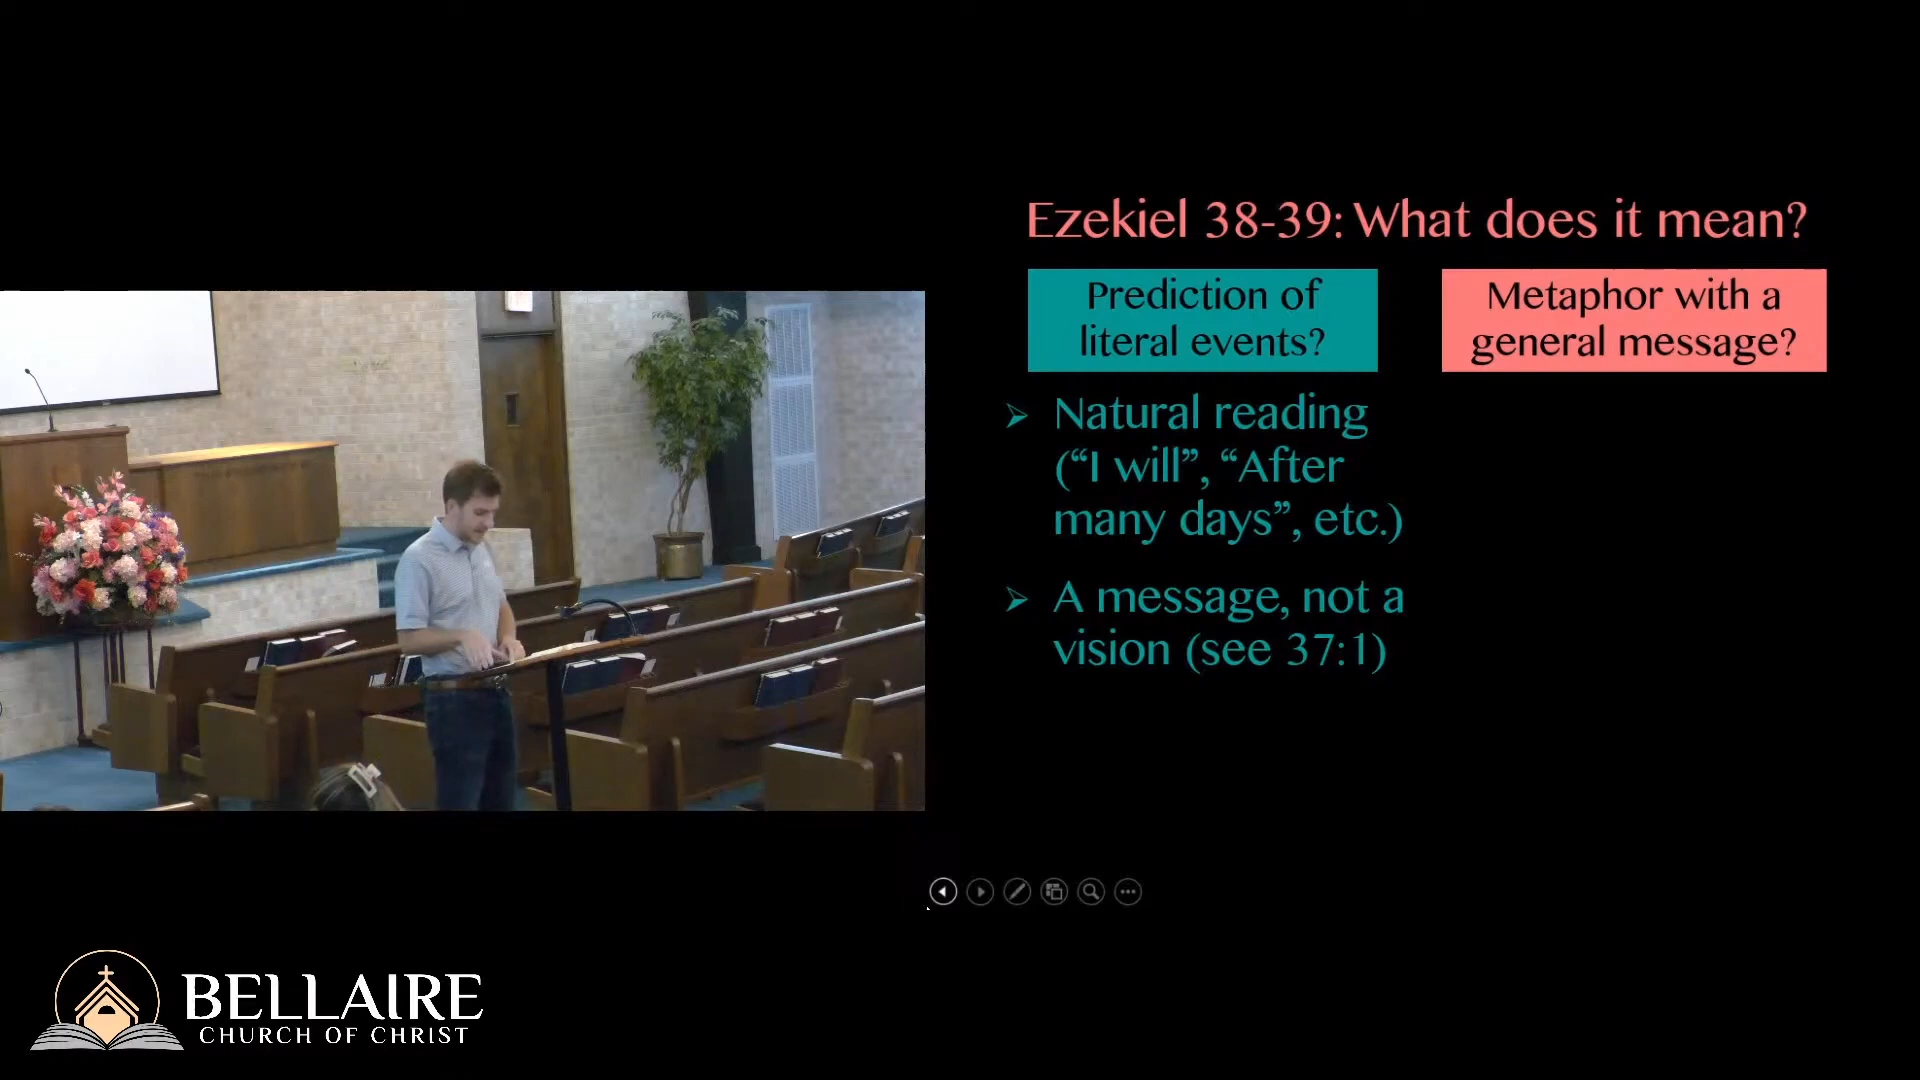 Ezekiel 38-39: What does it mean?
Prediction of
literal events?
Metaphor with a
general message?
➢ Natural reading
(“I will”, “After
many days”, etc.)
➢ A message, not a
vision (see 37:1)
BELLAIRE
CHURCH OF CHRIST